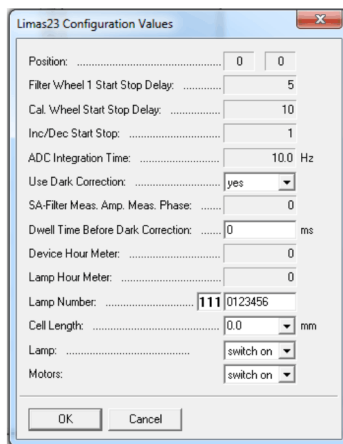 Limas23 Configuration Values
Position: ............................................... 0 0
Filter Wheel 1 Start Stop Delay: ............. 5
Cal. Wheel Start Stop Delay: ................ 10
Inc/Dec Start Stop: ............................. 1
ADC Integration Time: ........................ 10.0 Hz
Use Dark Correction: .......................... yes
SA-Filter Meas. Amp. Meas. Phase: ....... 0
Dwell Time Before Dark Correction: ...... 0 ms
Device Hour Meter: ............................ 0
Lamp Hour Meter: .............................. 0
Lamp Number: .............................. 111 0123456
Cell Length: ......................................... 0.0 mm
Lamp: ......................................... switch on
Motors: switch on
OK Cancel